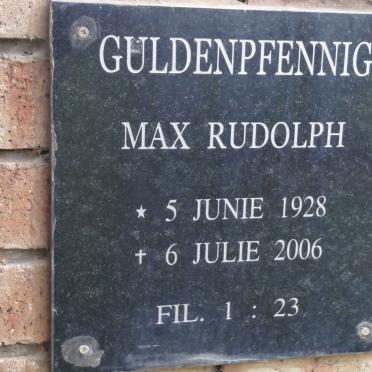 GULDENPFENNIG
MAX RUDOLPH
★ 5 JUNIE 1928
✝ 6 JULIE 2006
FIL. 1 : 23